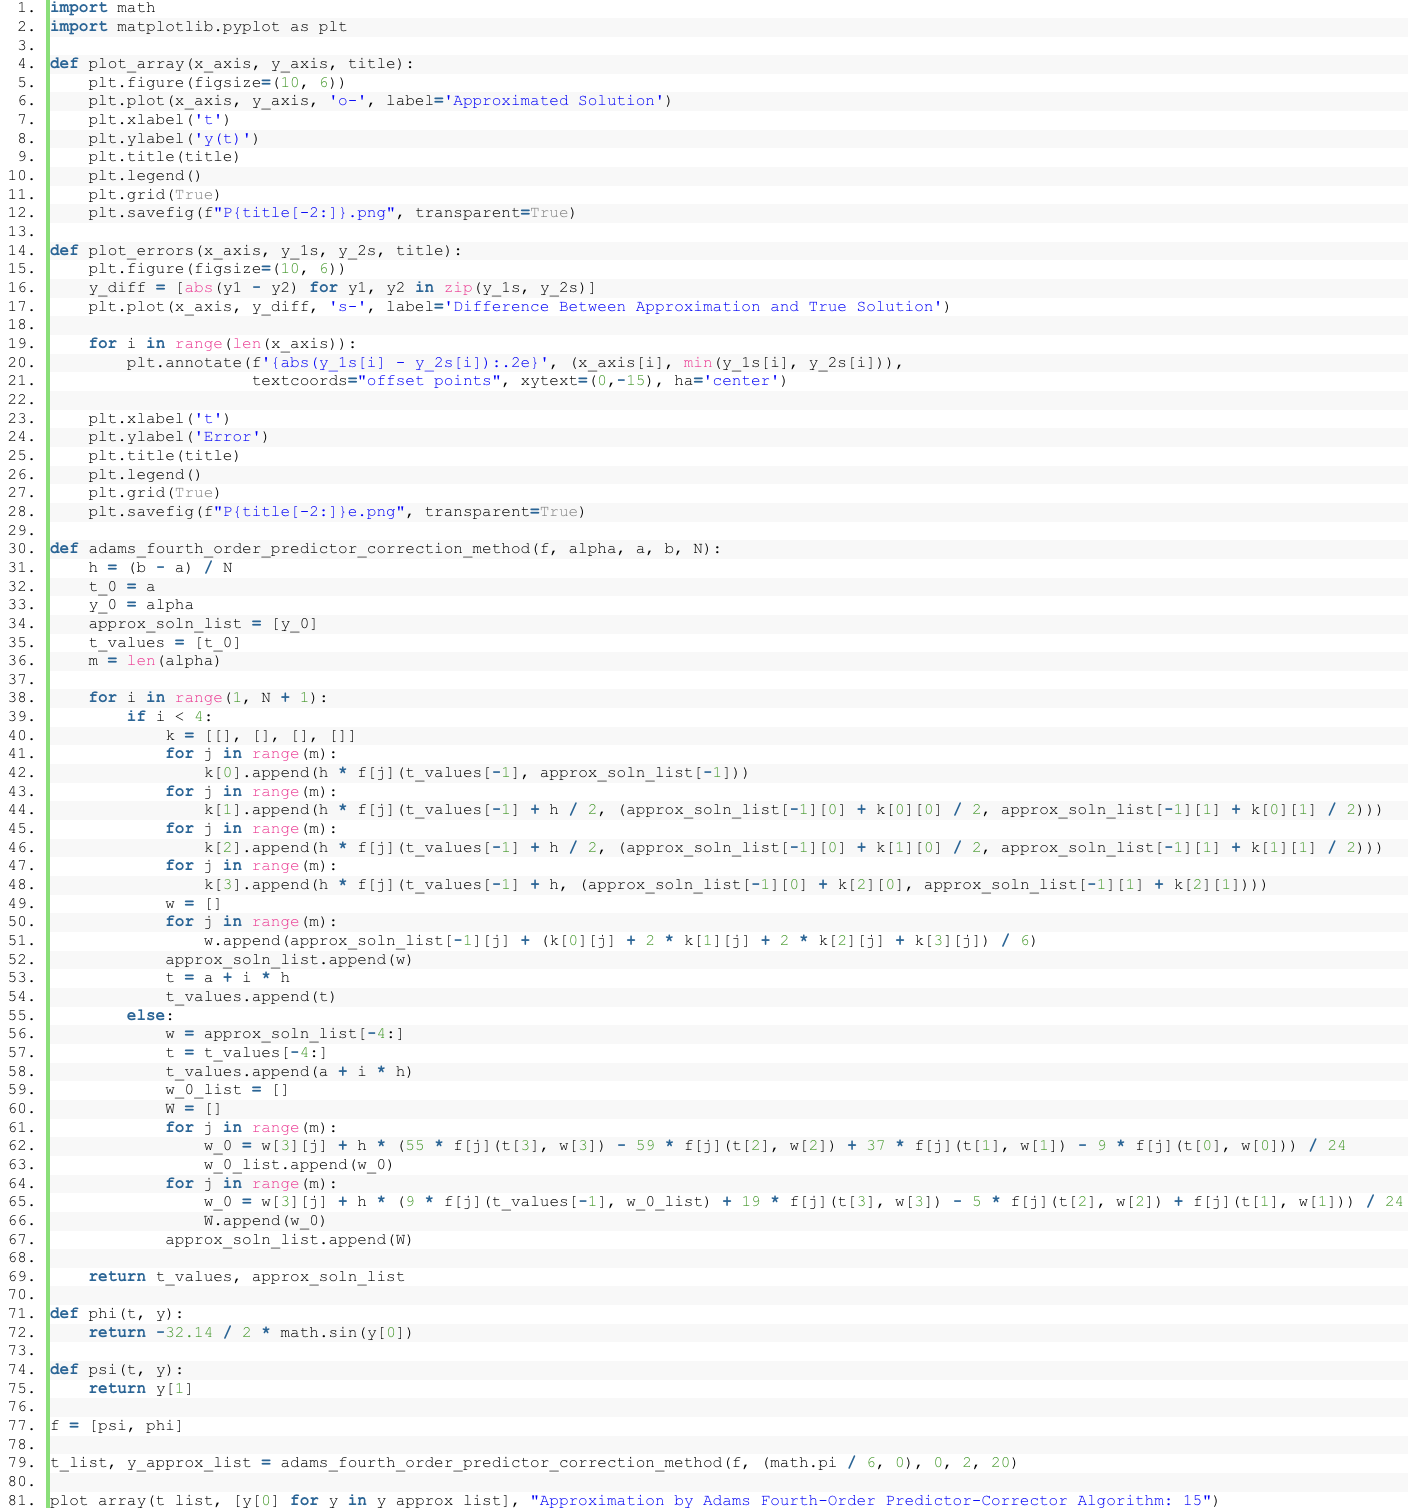 1. import math
2. import matplotlib.pyplot as plt
3.
4. def plot_array(x_axis, y_axis, title):
5.     plt.figure(figsize=(10, 6))
6.     plt.plot(x_axis, y_axis, 'o-', label='Approximated Solution')
7.     plt.xlabel('t')
8.     plt.ylabel('y(t)')
9.     plt.title(title)
10.     plt.legend()
11.     plt.grid(True)
12.     plt.savefig(f"P{title[-2:]}.png", transparent=True)
13.
14. def plot_errors(x_axis, y_1s, y_2s, title):
15.     plt.figure(figsize=(10, 6))
16.     y_diff = [abs(y1 - y2) for y1, y2 in zip(y_1s, y_2s)]
17.     plt.plot(x_axis, y_diff, 's-', label='Difference Between Approximation and True Solution')
18.
19.     for i in range(len(x_axis)):
20.         plt.annotate(f'{abs(y_1s[i] - y_2s[i]):.2e}', (x_axis[i], min(y_1s[i], y_2s[i])),
21.                      textcoords="offset points", xytext=(0,-15), ha='center')
22.
23.     plt.xlabel('t')
24.     plt.ylabel('Error')
25.     plt.title(title)
26.     plt.legend()
27.     plt.grid(True)
28.     plt.savefig(f"P{title[-2:]}e.png", transparent=True)
29.
30. def adams_fourth_order_predictor_correction_method(f, alpha, a, b, N):
31.     h = (b - a) / N
32.     t_0 = a
33.     y_0 = alpha
34.     approx_soln_list = [y_0]
35.     t_values = [t_0]
36.     m = len(alpha)
37.
38.     for i in range(1, N + 1):
39.         if i < 4:
40.             k = [[], [], [], []]
41.             for j in range(m):
42.                 k[0].append(h * f[j](t_values[-1], approx_soln_list[-1]))
43.             for j in range(m):
44.                 k[1].append(h * f[j](t_values[-1] + h / 2, (approx_soln_list[-1][0] + k[0][0] / 2, approx_soln_list[-1][1] + k[0][1] / 2)))
45.             for j in range(m):
46.                 k[2].append(h * f[j](t_values[-1] + h / 2, (approx_soln_list[-1][0] + k[1][0] / 2, approx_soln_list[-1][1] + k[1][1] / 2)))
47.             for j in range(m):
48.                 k[3].append(h * f[j](t_values[-1] + h, (approx_soln_list[-1][0] + k[2][0], approx_soln_list[-1][1] + k[2][1])))
49.             w = []
50.             for j in range(m):
51.                 w.append(approx_soln_list[-1][j] + (k[0][j] + 2 * k[1][j] + 2 * k[2][j] + k[3][j]) / 6)
52.             approx_soln_list.append(w)
53.             t = a + i * h
54.             t_values.append(t)
55.         else:
56.             w = approx_soln_list[-4:]
57.             t = t_values[-4:]
58.             t_values.append(a + i * h)
59.             w_0_list = []
60.             W = []
61.             for j in range(m):
62.                 w_0 = w[3][j] + h * (55 * f[j](t[3], w[3]) - 59 * f[j](t[2], w[2]) + 37 * f[j](t[1], w[1]) - 9 * f[j](t[0], w[0])) / 24
63.                 w_0_list.append(w_0)
64.             for j in range(m):
65.                 w_0 = w[3][j] + h * (9 * f[j](t_values[-1], w_0_list) + 19 * f[j](t[3], w[3]) - 5 * f[j](t[2], w[2]) + f[j](t[1], w[1])) / 24
66.                 W.append(w_0)
67.             approx_soln_list.append(W)
68.
69.     return t_values, approx_soln_list
70.
71. def phi(t, y):
72.     return -32.14 / 2 * math.sin(y[0])
73.
74. def psi(t, y):
75.     return y[1]
76.
77. f = [psi, phi]
78.
79. t_list, y_approx_list = adams_fourth_order_predictor_correction_method(f, (math.pi / 6, 0), 0, 2, 20)
80.
81. plot_array(t_list, [y[0] for y in y_approx_list], "Approximation by Adams Fourth-Order Predictor-Corrector Algorithm: 15")